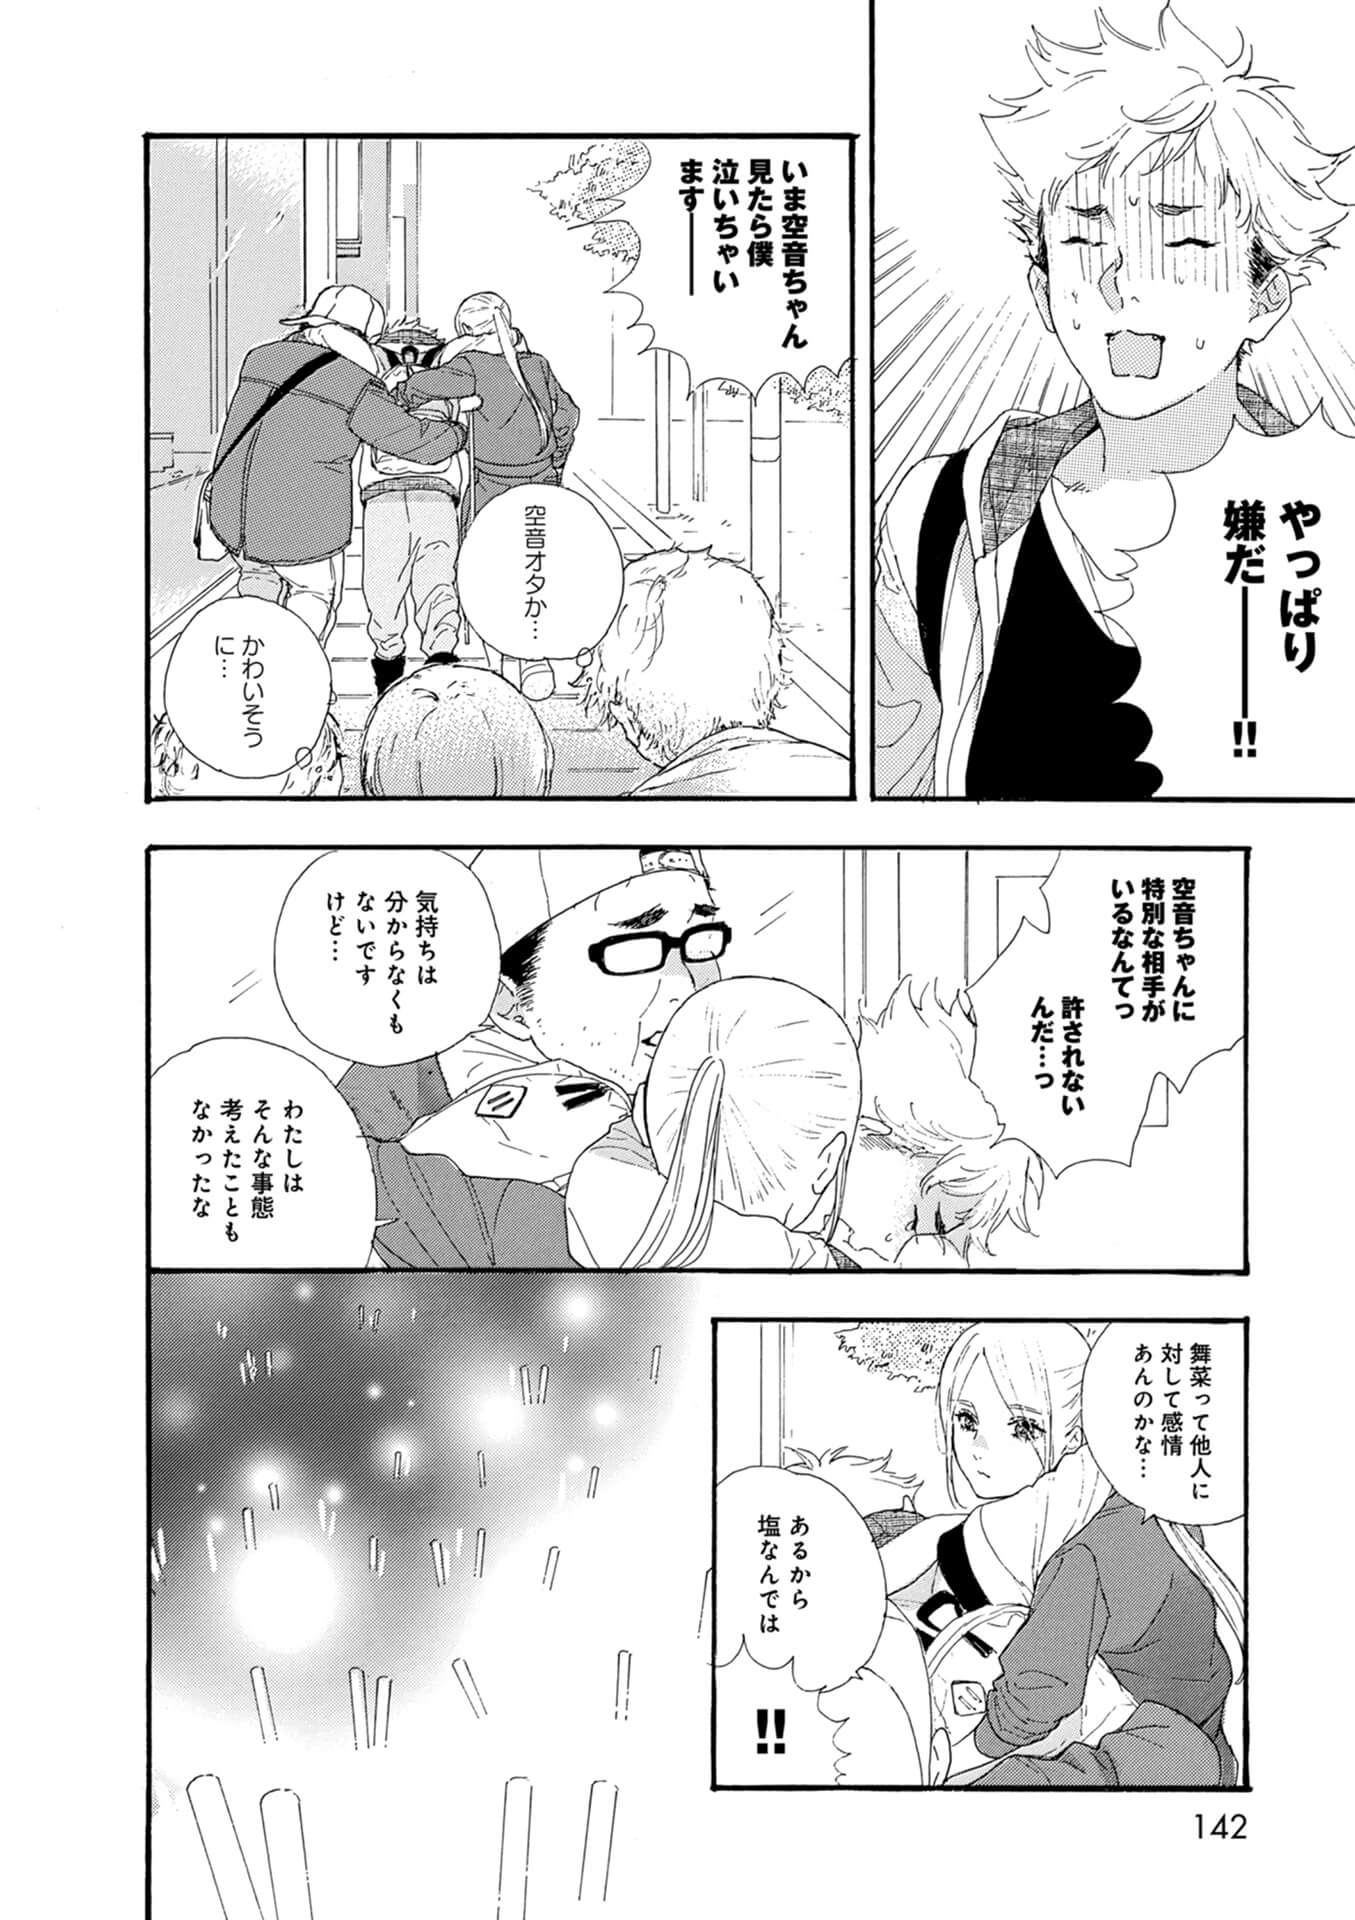 やっぱり
嫌だ━━━!!
いま空音ちゃん
見たら僕
泣いちゃい
ます━━
空音オタか…
かわいそう
に…
空音ちゃんに
特別な相手が
いるなんてっ
許されない
んだ…っ
気持ちは
分からなくも
ないです
けど…
わたしは
そんな事態
考えたことも
なかったな
舞菜って他人に
対して感情
あんのかな…
あるから
塩なんでは
!!
142